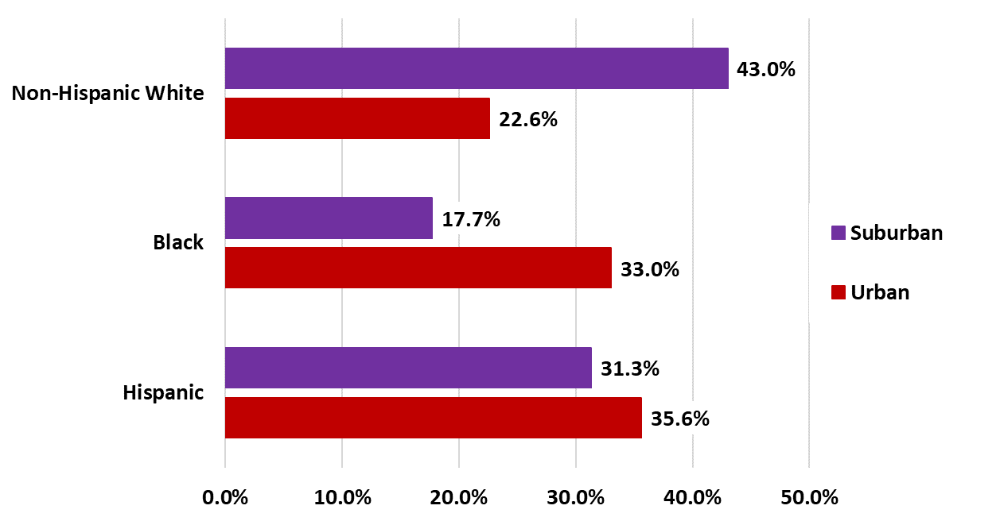 Non-Hispanic White
43.0%
22.6%
Black
17.7%
33.0%
Hispanic
31.3%
35.6%
Suburban
Urban
0.0% 10.0% 20.0% 30.0% 40.0% 50.0%